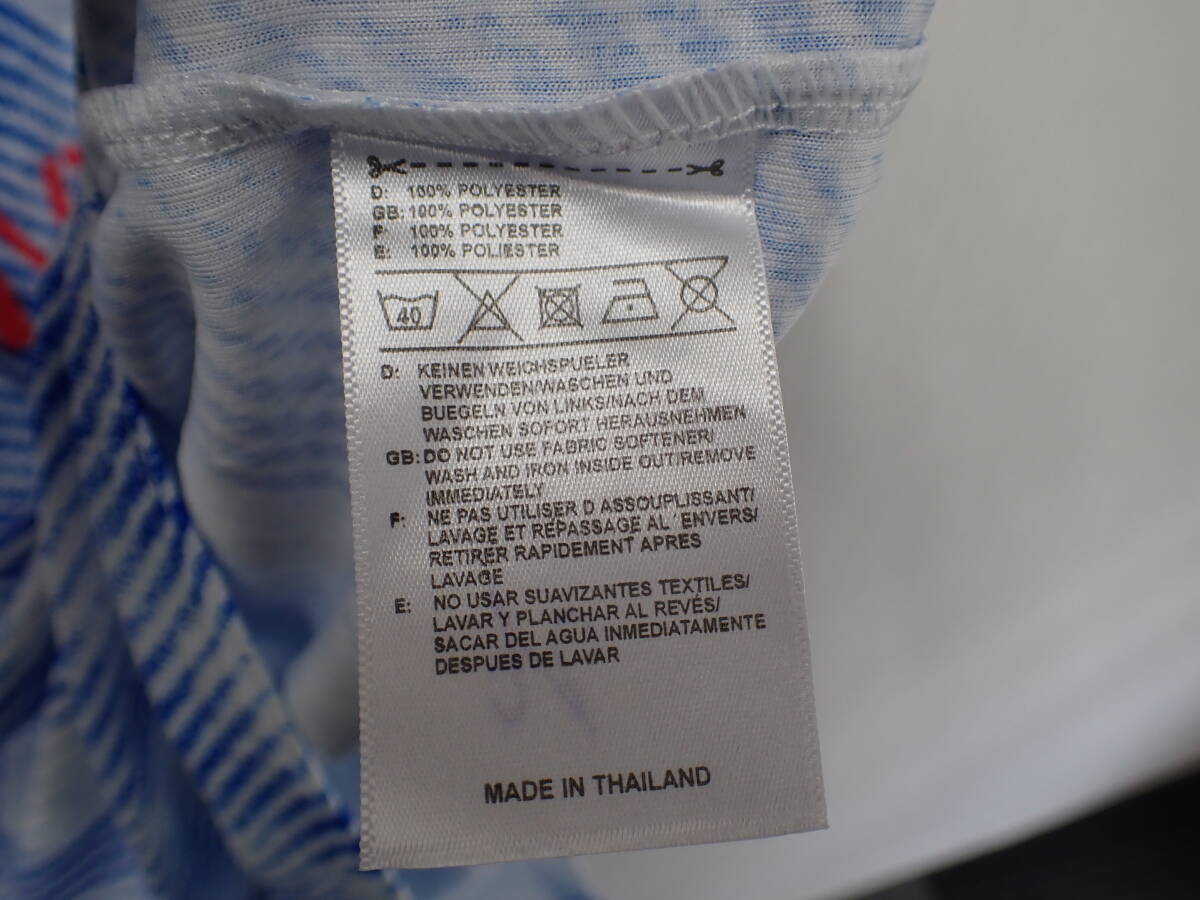 D: 100% POLYESTER
GB: 100% POLYESTER
F: 100% POLYESTER
E: 100% POLIESTER
40
D: KEINEN WEICHSPUELER
VERWENDEN/WASCHEN UND
BUEGELN VON LINKS/NACH DEM
WASCHEN SOFORT HERAUSNEHMEN
GB: DO NOT USE FABRIC SOFTENER/
WASH AND IRON INSIDE OUT/REMOVE
IMMEDIATELY
F: NE PAS UTILISER D ASSOUPLISSANT/
LAVAGE ET REPASSAGE AL ENVERS/
RETIRER RAPIDEMENT APRES
LAVAGE
E: NO USAR SUAVIZANTES TEXTILES/
LAVAR Y PLANCHAR AL REVÉS/
SACAR DEL AGUA INMEDIATAMENTE
DESPUES DE LAVAR
MADE IN THAILAND